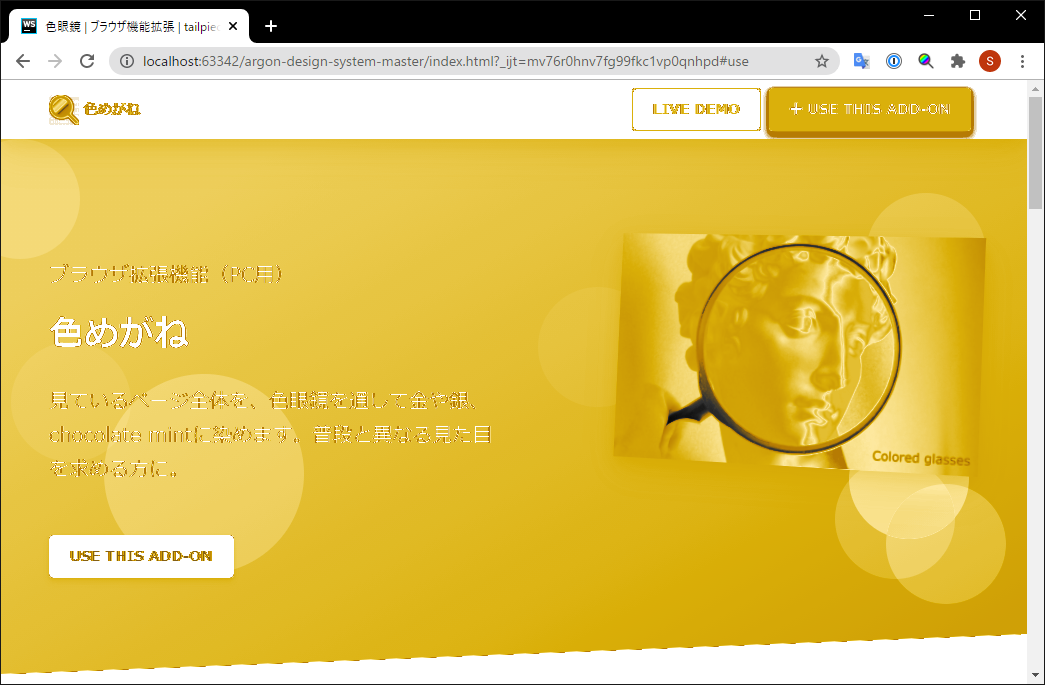 色眼鏡 | ブラウザ機能拡張 | tailpie
localhost:63342/argon-design-system-master/index.html?_ijt=mv76r0hnv7fg99fkc1vp0qnhpd#use
S
色めがね
LIVE DEMO
+ USE THIS ADD-ON
ブラウザ拡張機能（PC用）
色めがね
見ているページ全体を、色眼鏡を通して金や銀、
chocolate mintに染めます。普段と異なる見た目
を求める方に。
Colored glasses
USE THIS ADD-ON